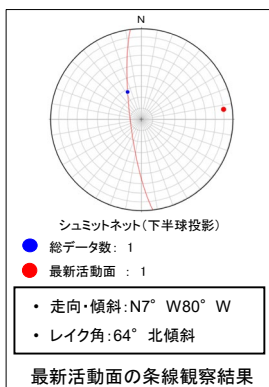 N
シュミットネット(下半球投影)
総データ数: 1
最新活動面 : 1
・ 走向・傾斜:N7° W80° W
・ レイク角:64° 北傾斜
最新活動面の条線観察結果